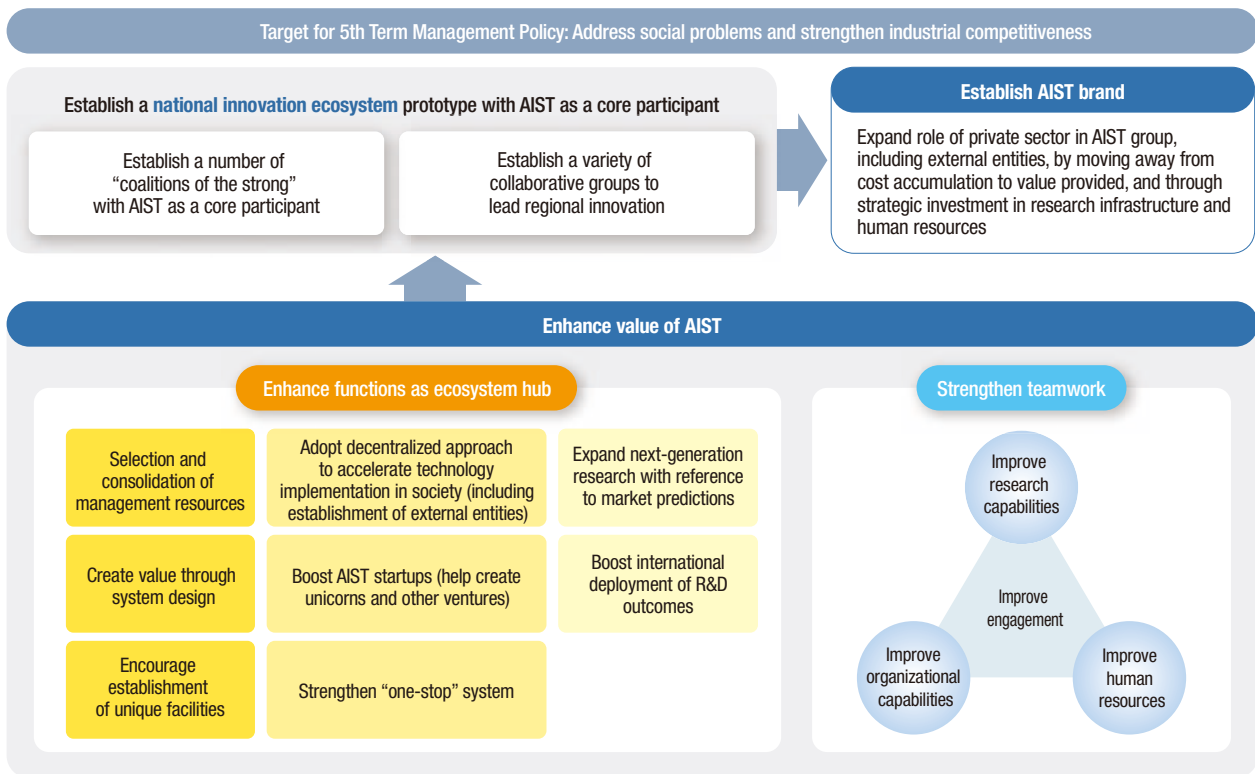 Target for 5th Term Management Policy: Address social problems and strengthen industrial competitiveness
Establish a national innovation ecosystem prototype with AIST as a core participant
Establish a number of
“coalitions of the strong”
with AIST as a core participant
Establish a variety of
collaborative groups to
lead regional innovation
Establish AIST brand
Expand role of private sector in AIST group,
including external entities, by moving away from
cost accumulation to value provided, and through
strategic investment in research infrastructure and
human resources
Enhance value of AIST
Enhance functions as ecosystem hub
Selection and
consolidation of
management resources
Adopt decentralized approach
to accelerate technology
implementation in society (including
establishment of external entities)
Expand next-generation
research with reference
to market predictions
Create value through
system design
Boost AIST startups (help create
unicorns and other ventures)
Boost international
deployment of R&D
outcomes
Encourage
establishment
of unique facilities
Strengthen “one-stop” system
Strengthen teamwork
Improve
research
capabilities
Improve
engagement
Improve
organizational
capabilities
Improve
human
resources